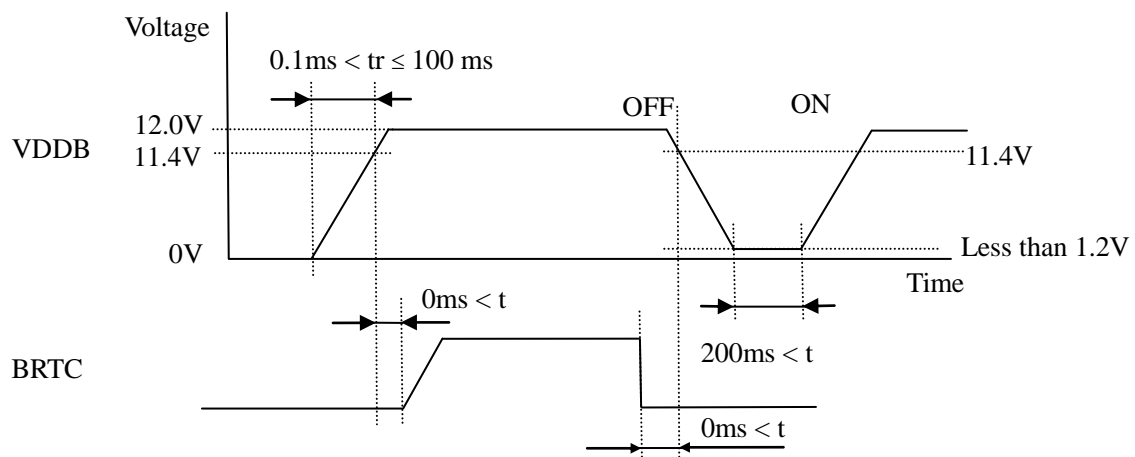 Voltage
0.1ms < tr ≤ 100 ms
OFF
ON
12.0V
VDDB
11.4V
11.4V
0V
Less than 1.2V
Time
0ms < t
200ms < t
BRTC
0ms < t